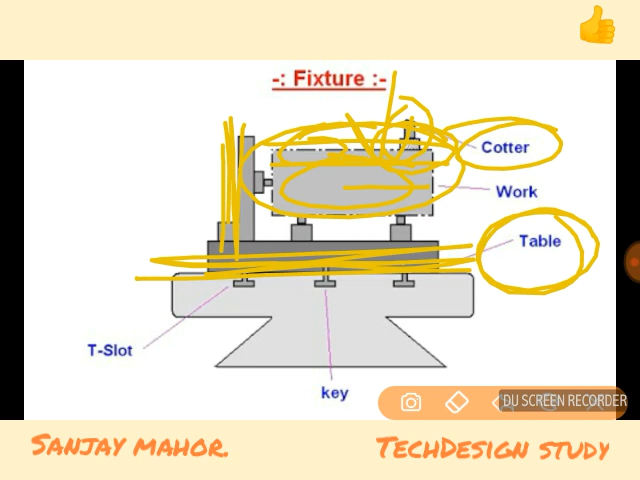 -: Fixture :-
Cotter
Work
Table
T-Slot
key
DU SCREEN RECORDER
SANJAY MAHOR.
TECHDESIGN STUDY